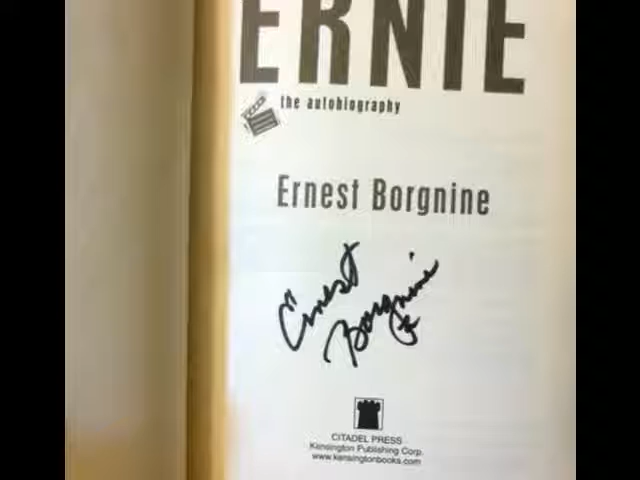 ERNIE
the autobiography
Ernest Borgnine
Ernest
Borgnine
CITADEL PRESS
Kensington Publishing Corp.
www.kensingtonbooks.com